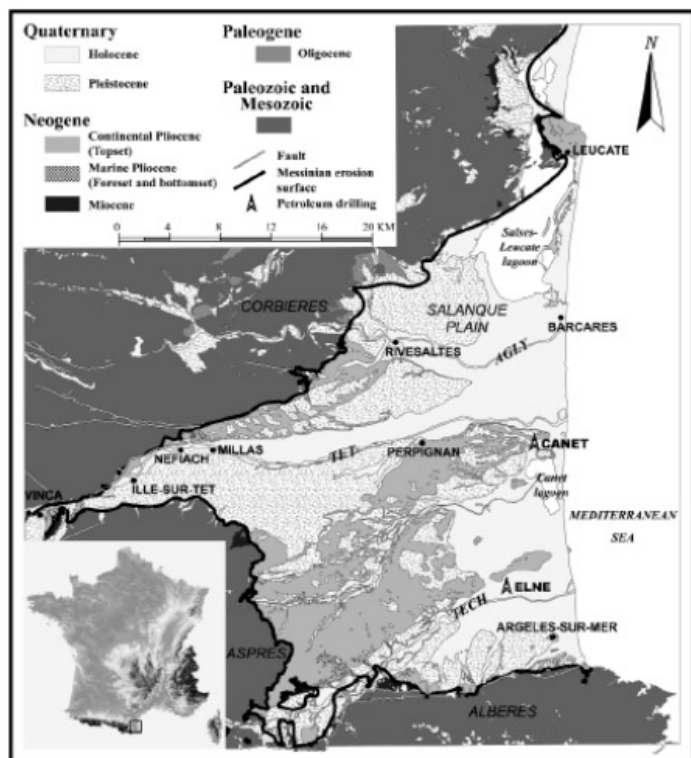 Quaternary
Holocene
Pleistocene
Neogene
Continental Pliocene
(Topset)
Marine Pliocene
(Foreset and bottomset)
Miocene
Paleogene
Oligocene
Paleozoic and
Mesozoic
Fault
Messinian erosion
surface
Petroleum drilling
N
0 4 8 12 16 20 KM
LEUCATE
Salses-
Leucate
lagoon
CORBIERES
SALANQUE
PLAIN
BARCARES
RIVESALTES
AGLY
NEFIACH
MILLAS
TET
PERPIGNAN
CANET
VINCA
ILLE-SUR-TET
Canet
lagoon
MEDITERRANEAN
SEA
ELNE
TECH
ARGELES-SUR-MER
ASPRES
ALBERES